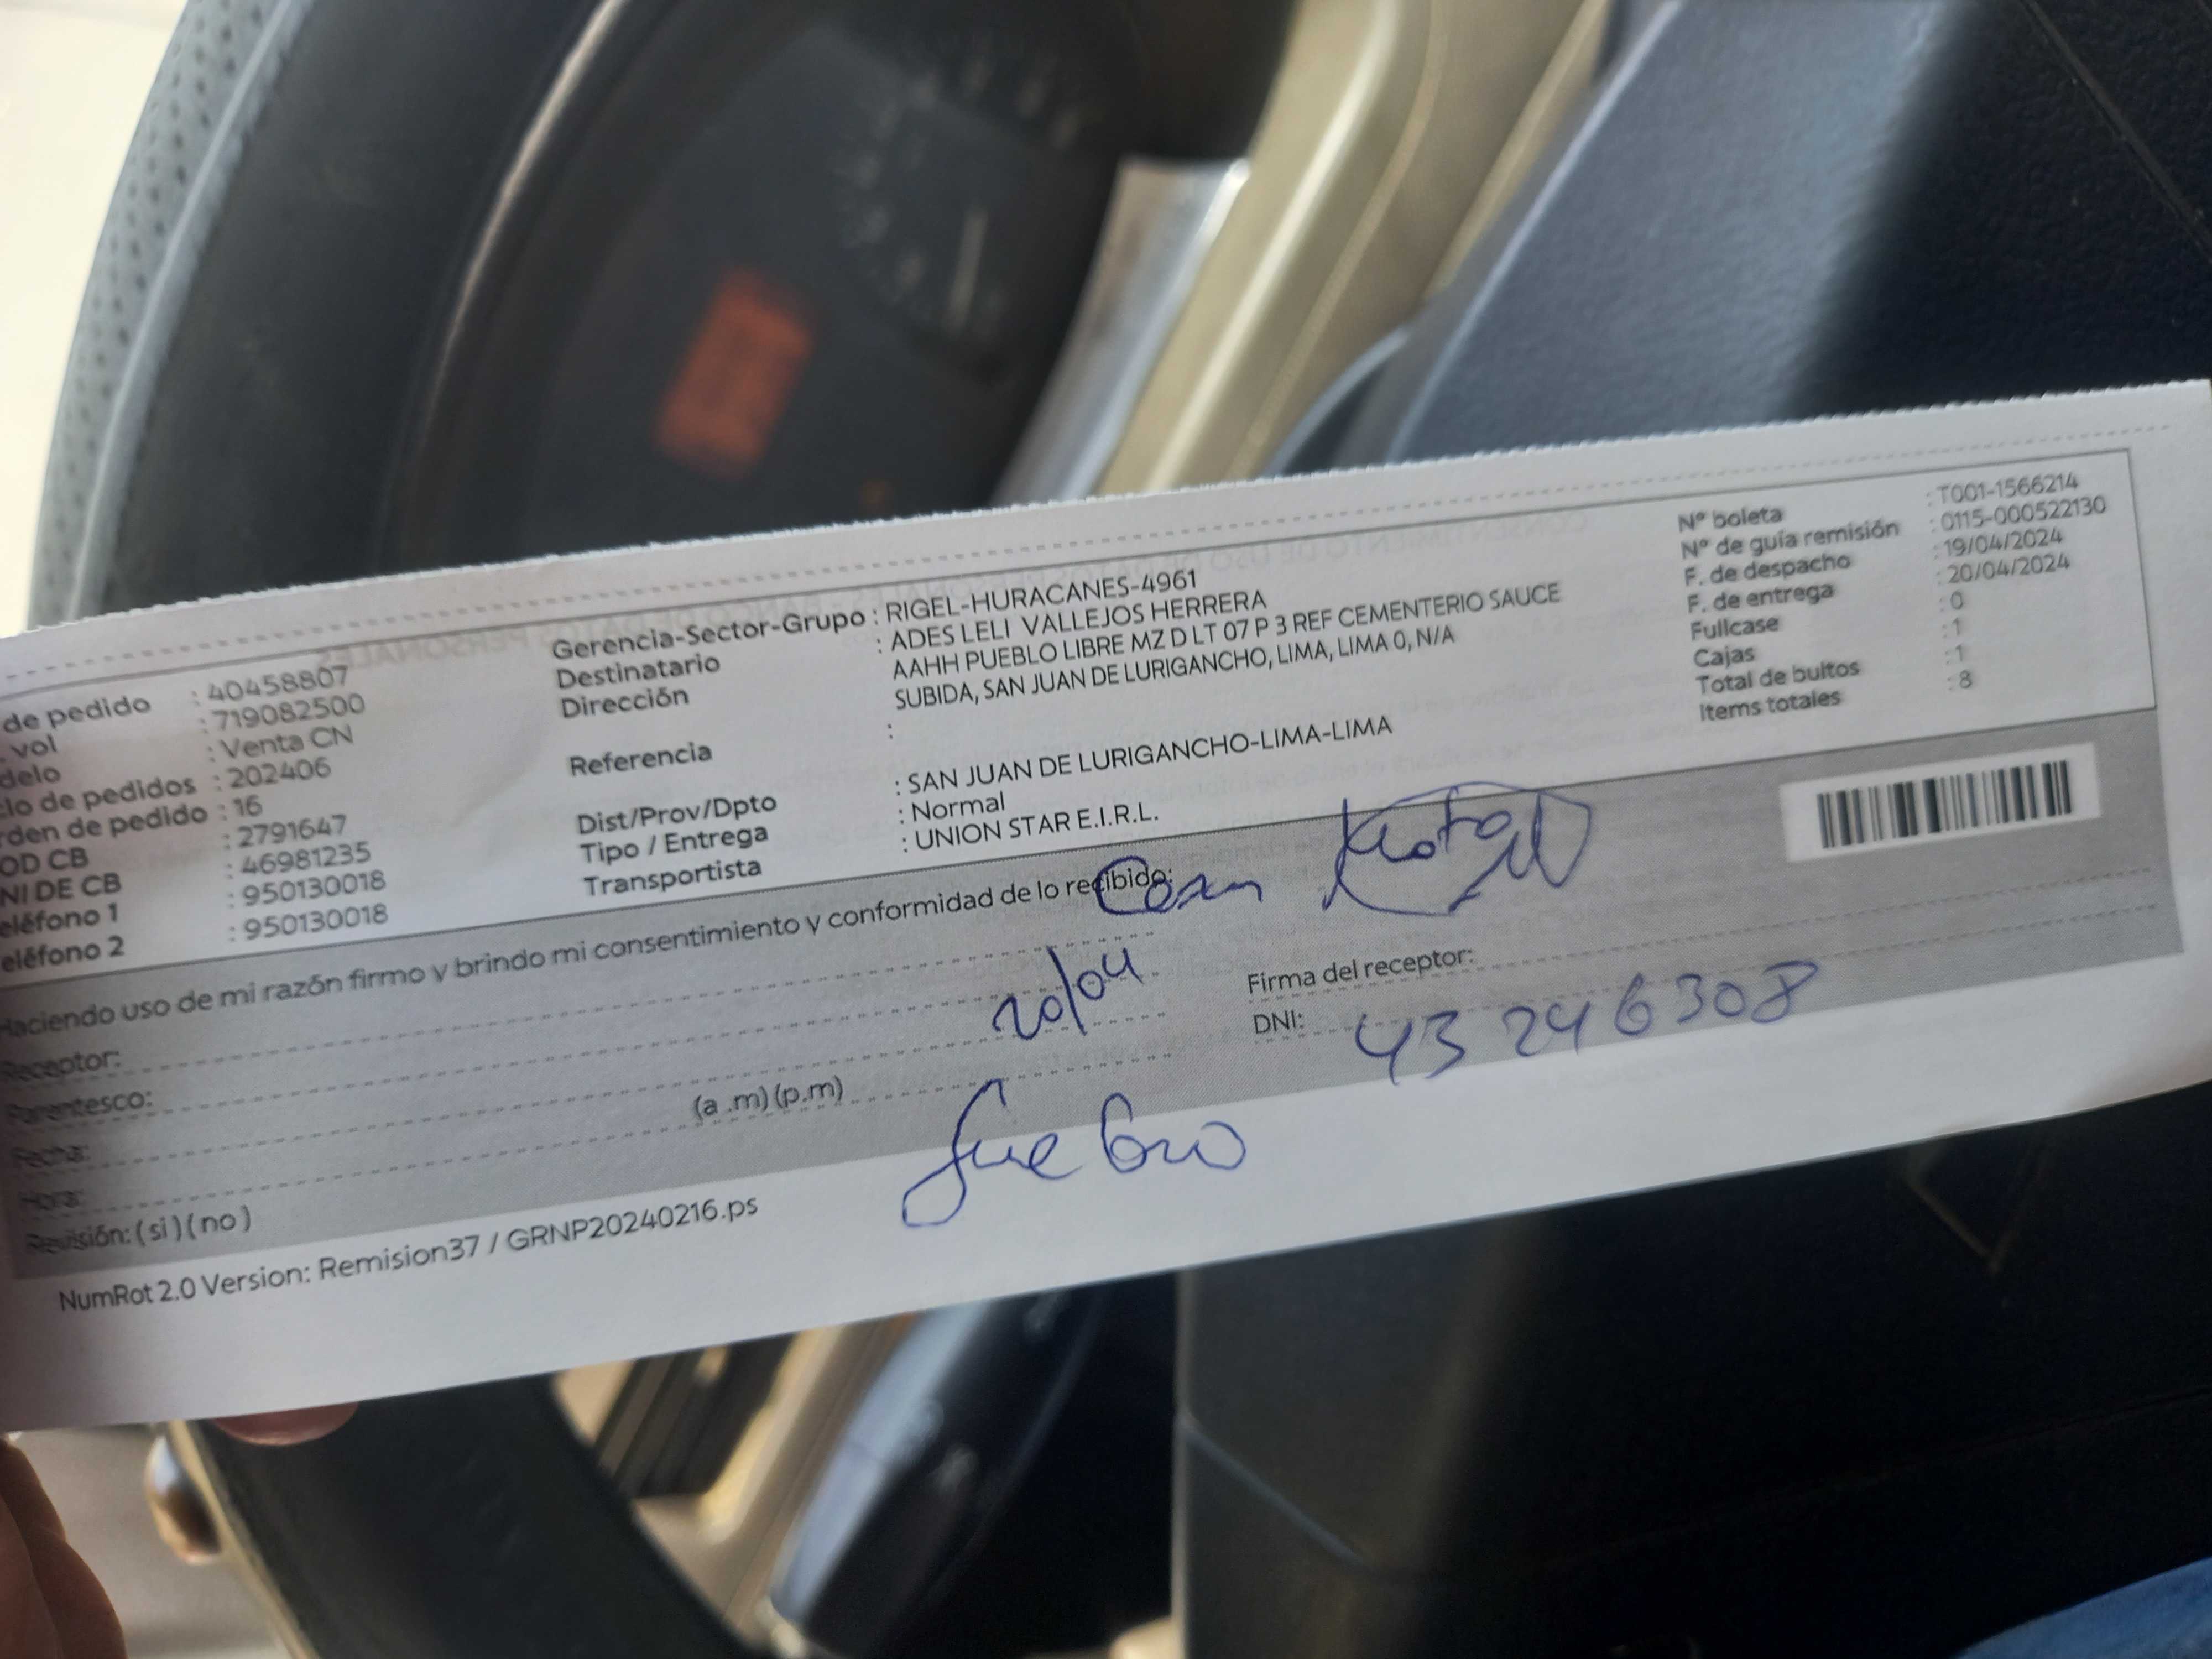 de pedido : 40458807
. vol : 719082500
delo : Venta CN
clo de pedidos : 202406
rden de pedido : 16
OD CB : 2791647
NI DE CB : 46981235
eléfono 1 : 950130018
eléfono 2 : 950130018
Gerencia-Sector-Grupo : RIGEL-HURACANES-4961
Destinatario : ADES LELI VALLEJOS HERRERA
Dirección : AAHH PUEBLO LIBRE MZ D LT 07 P 3 REF CEMENTERIO SAUCE
SUBIDA, SAN JUAN DE LURIGANCHO, LIMA, LIMA 0, N/A
Referencia :
Dist/Prov/Dpto : SAN JUAN DE LURIGANCHO-LIMA-LIMA
Tipo / Entrega : Normal
Transportista : UNION STAR E.I.R.L.
N° boleta : T001-1566214
N° de guía remisión : 0115-000522130
F. de despacho : 19/04/2024
F. de entrega : 20/04/2024
Fullcase : 0
Cajas : 1
Total de bultos : 1
Items totales : 8
Haciendo uso de mi razón firmo y brindo mi consentimiento y conformidad de lo recibido:
Receptor:
Parentesco:
20/04
Fecha:
Hora: (a .m) (p.m)
Revisión: ( si ) ( no )
Firma del receptor:
DNI: 43246308
Suegro
NumRot 2.0 Version: Remision37 / GRNP20240216.ps